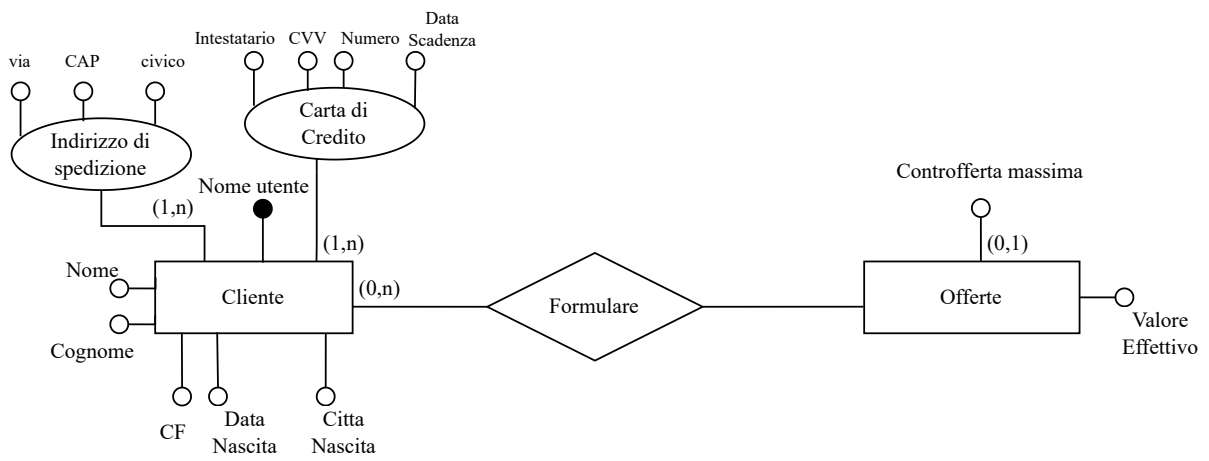 Data
Scadenza
Intestatario
CVV
Numero
via
CAP
civico
Carta di
Credito
Indirizzo di
spedizione
Nome utente
Controfferta massima
(1,n)
(1,n)
(0,1)
Nome
Cliente
(0,n)
Formulare
Offerte
Valore
Effettivo
Cognome
CF
Data
Nascita
Citta
Nascita